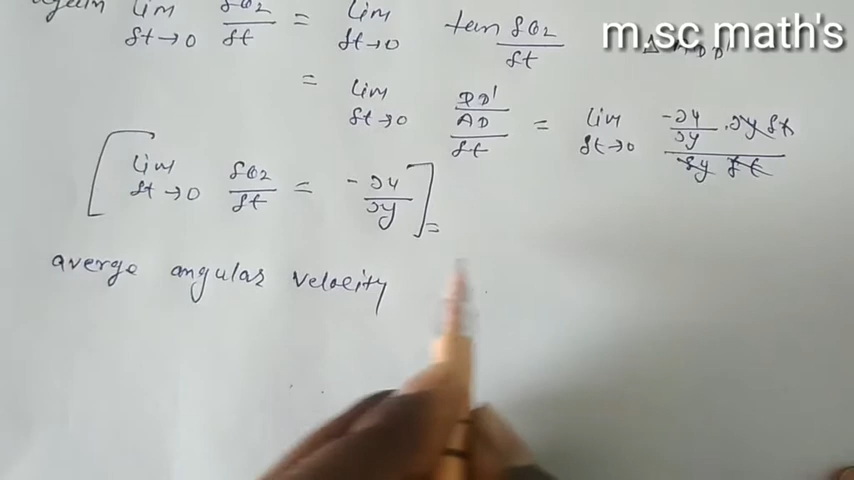 again lim δt→0 δθ2/δt = lim δt→0 tan δθ2/δt
m.sc math's
= lim δt→0 DD'/AD/δt = lim δt→0 -∂u/∂y . ∂y δt / δy δt
[lim δt→0 δθ2/δt = -∂u/∂y] =
averge angular velocity